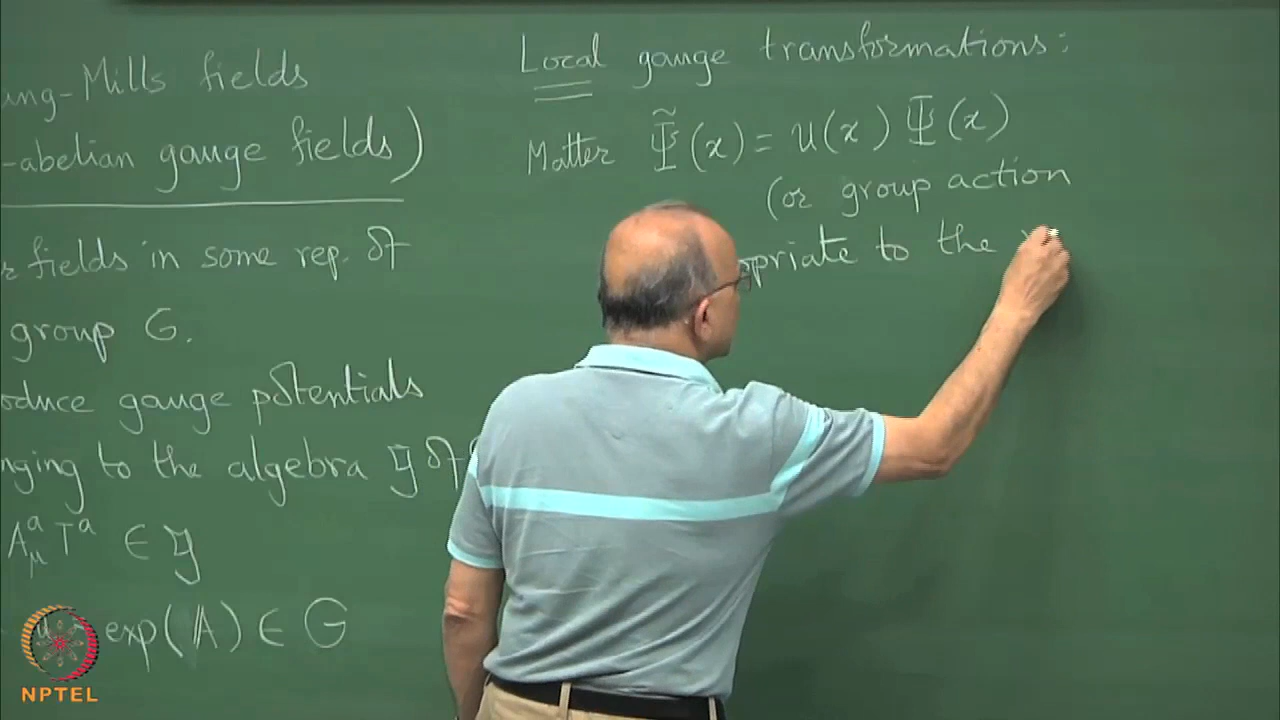 ang-Mills fields
-abelian gauge fields)
r fields in some rep. of
group G.
oduce gauge potentials
nging to the algebra 𝒢 of
A_μ^a T^a ∈ 𝒢
exp(𝔸) ∈ G
Local gauge transformations:
Matter Ψ̃(x) = u(x) Ψ(x)
(or group action
opriate to the
NPTEL